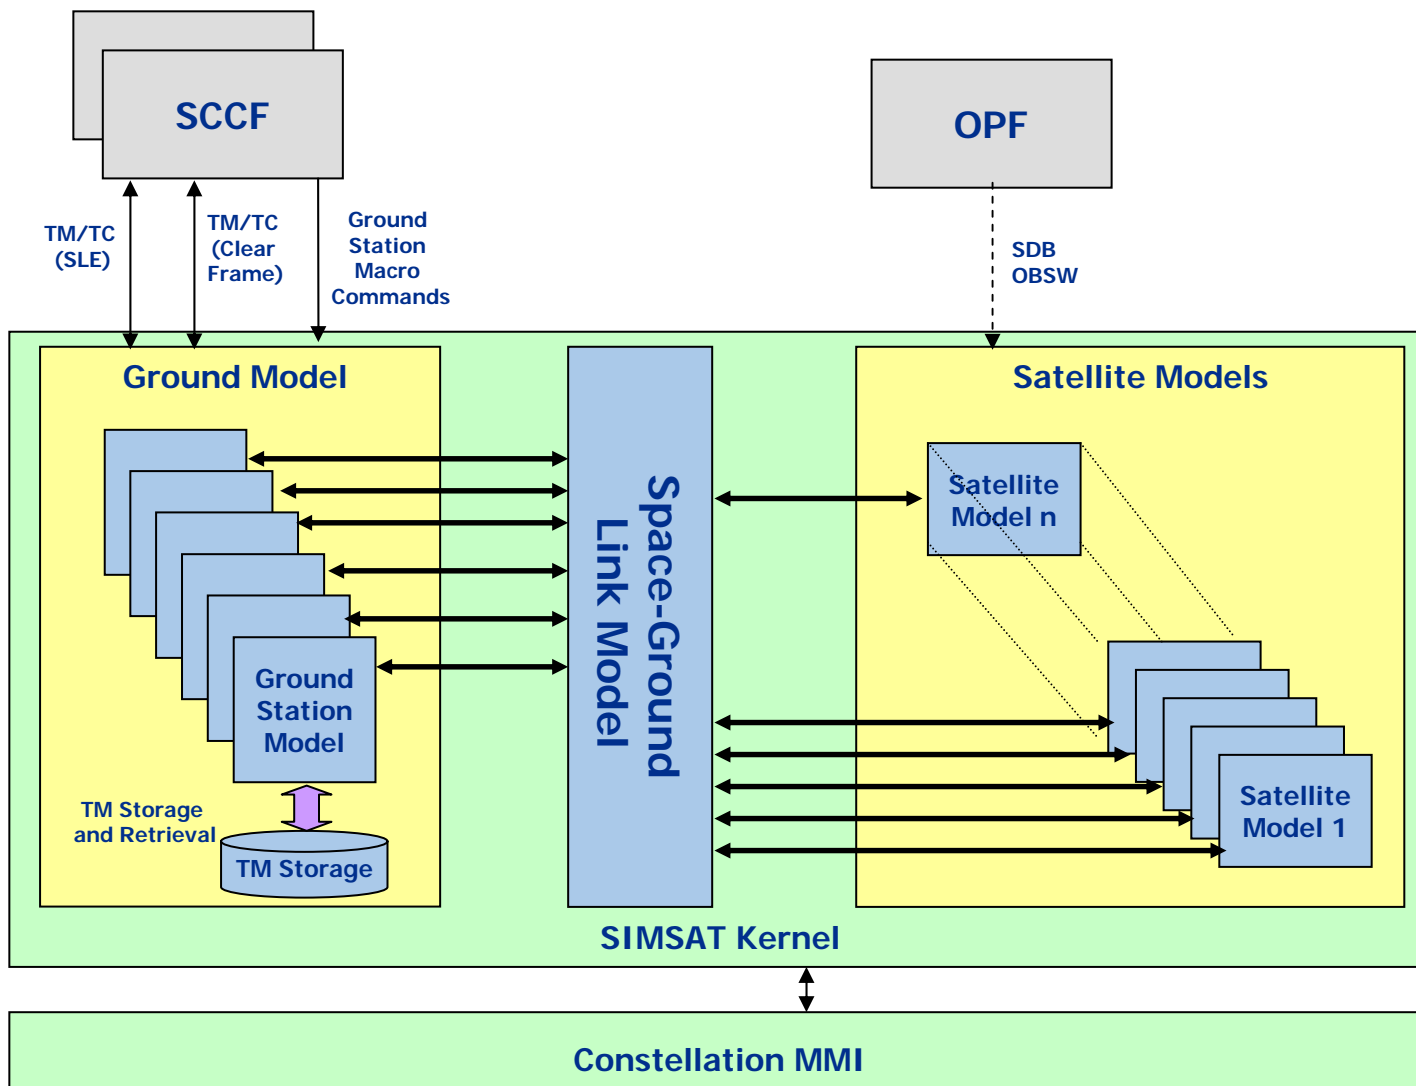 SCCF
OPF
TM/TC
(SLE)
TM/TC
(Clear
Frame)
Ground
Station
Macro
Commands
SDB
OBSW
Ground Model
Satellite Models
Space-Ground
Link Model
Satellite
Model n
Ground
Station
Model
Satellite
Model 1
TM Storage
and Retrieval
TM Storage
SIMSAT Kernel
Constellation MMI